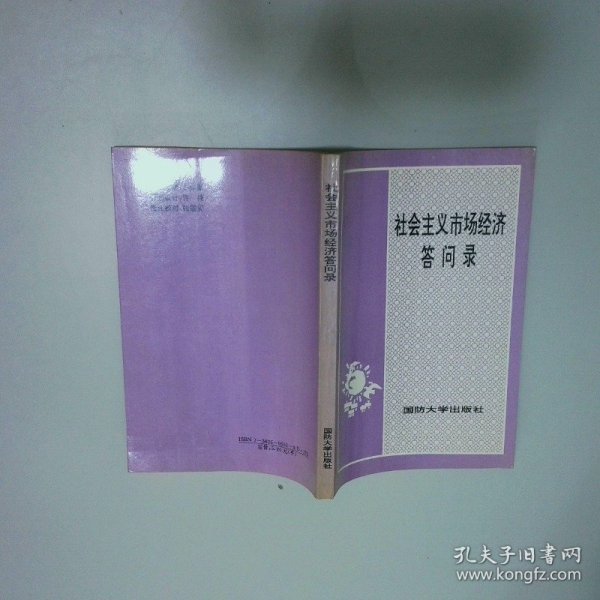 社会主义市场经济
答问录
国防大学出版社
社会主义市场经济答问录
国防大学出版社
孔夫子旧书网
www.kongfz.com